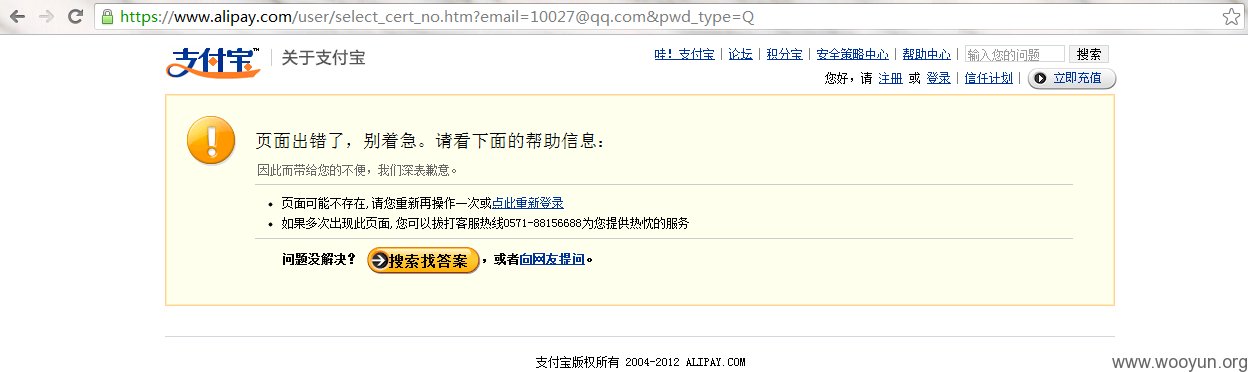 https://www.alipay.com/user/select_cert_no.htm?email=10027@qq.com&pwd_type=Q
支付宝™ | 关于支付宝
哇！支付宝 | 论坛 | 积分宝 | 安全策略中心 | 帮助中心 | 输入您的问题 搜索
您好，请 注册 或 登录 | 信任计划 | 立即充值
页面出错了，别着急。请看下面的帮助信息：
因此而带给您的不便，我们深表歉意。
• 页面可能不存在，请您重新再操作一次或点此重新登录
• 如果多次出现此页面，您可以拔打客服热线0571-88156688为您提供热忱的服务
问题没解决？ 搜索找答案 ，或者向网友提问。
支付宝版权所有 2004-2012 ALIPAY.COM
www.wooyun.org